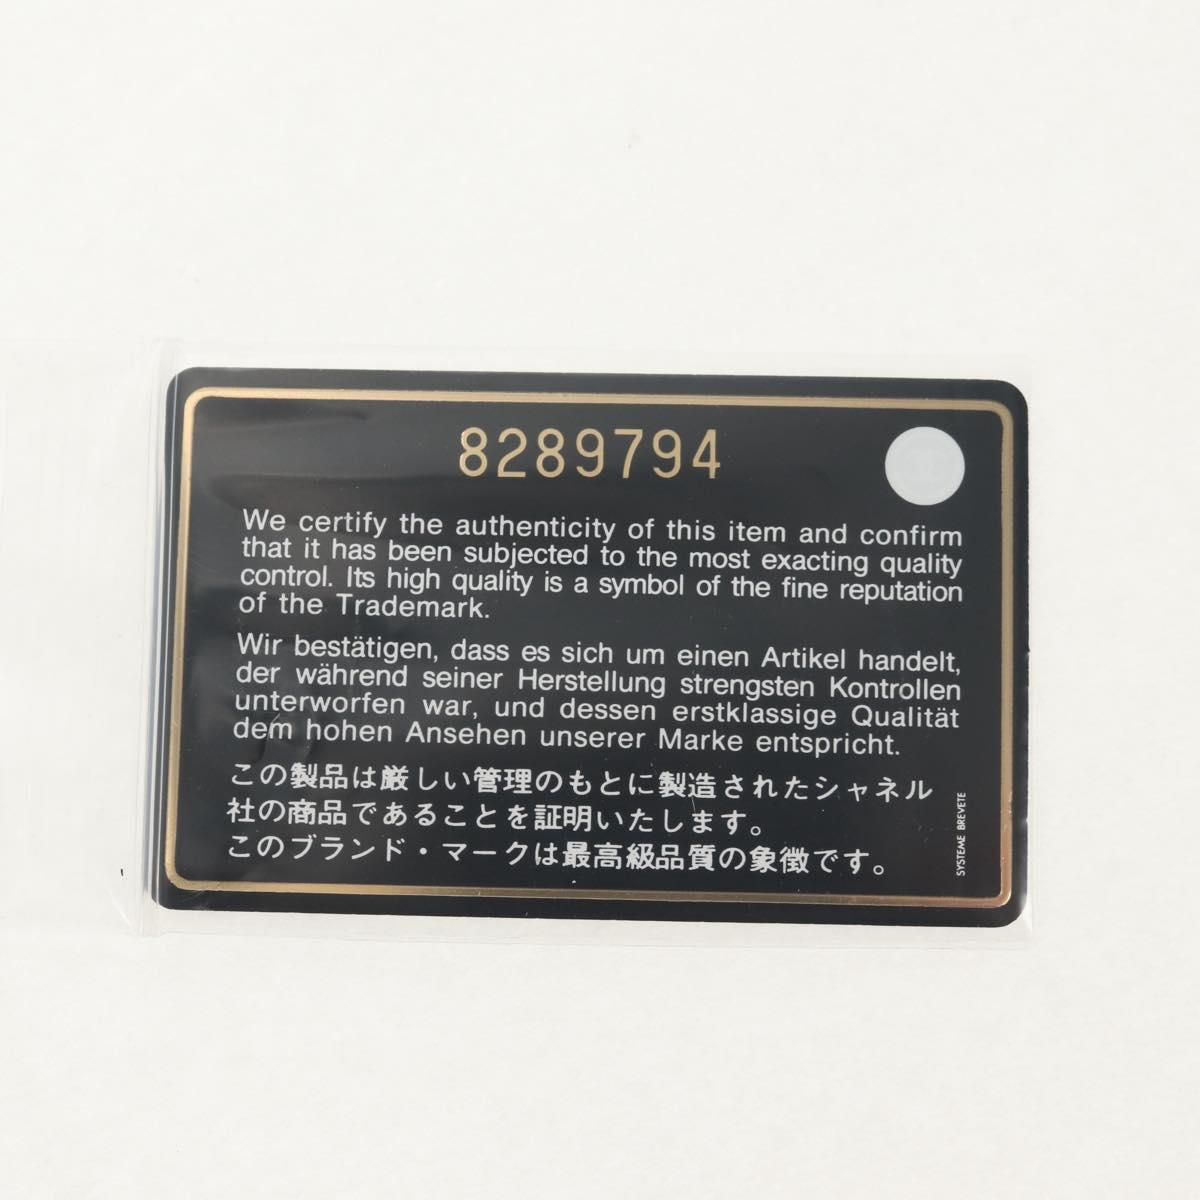 8289794
We certify the authenticity of this item and confirm
that it has been subjected to the most exacting quality
control. Its high quality is a symbol of the fine reputation
of the Trademark.
Wir bestätigen, dass es sich um einen Artikel handelt,
der während seiner Herstellung strengsten Kontrollen
unterworfen war, und dessen erstklassige Qualität
dem hohen Ansehen unserer Marke entspricht.
この製品は厳しい管理のもとに製造されたシャネル
社の商品であることを証明いたします。
このブランド・マークは最高級品質の象徴です。
SYSTEME BREVETE